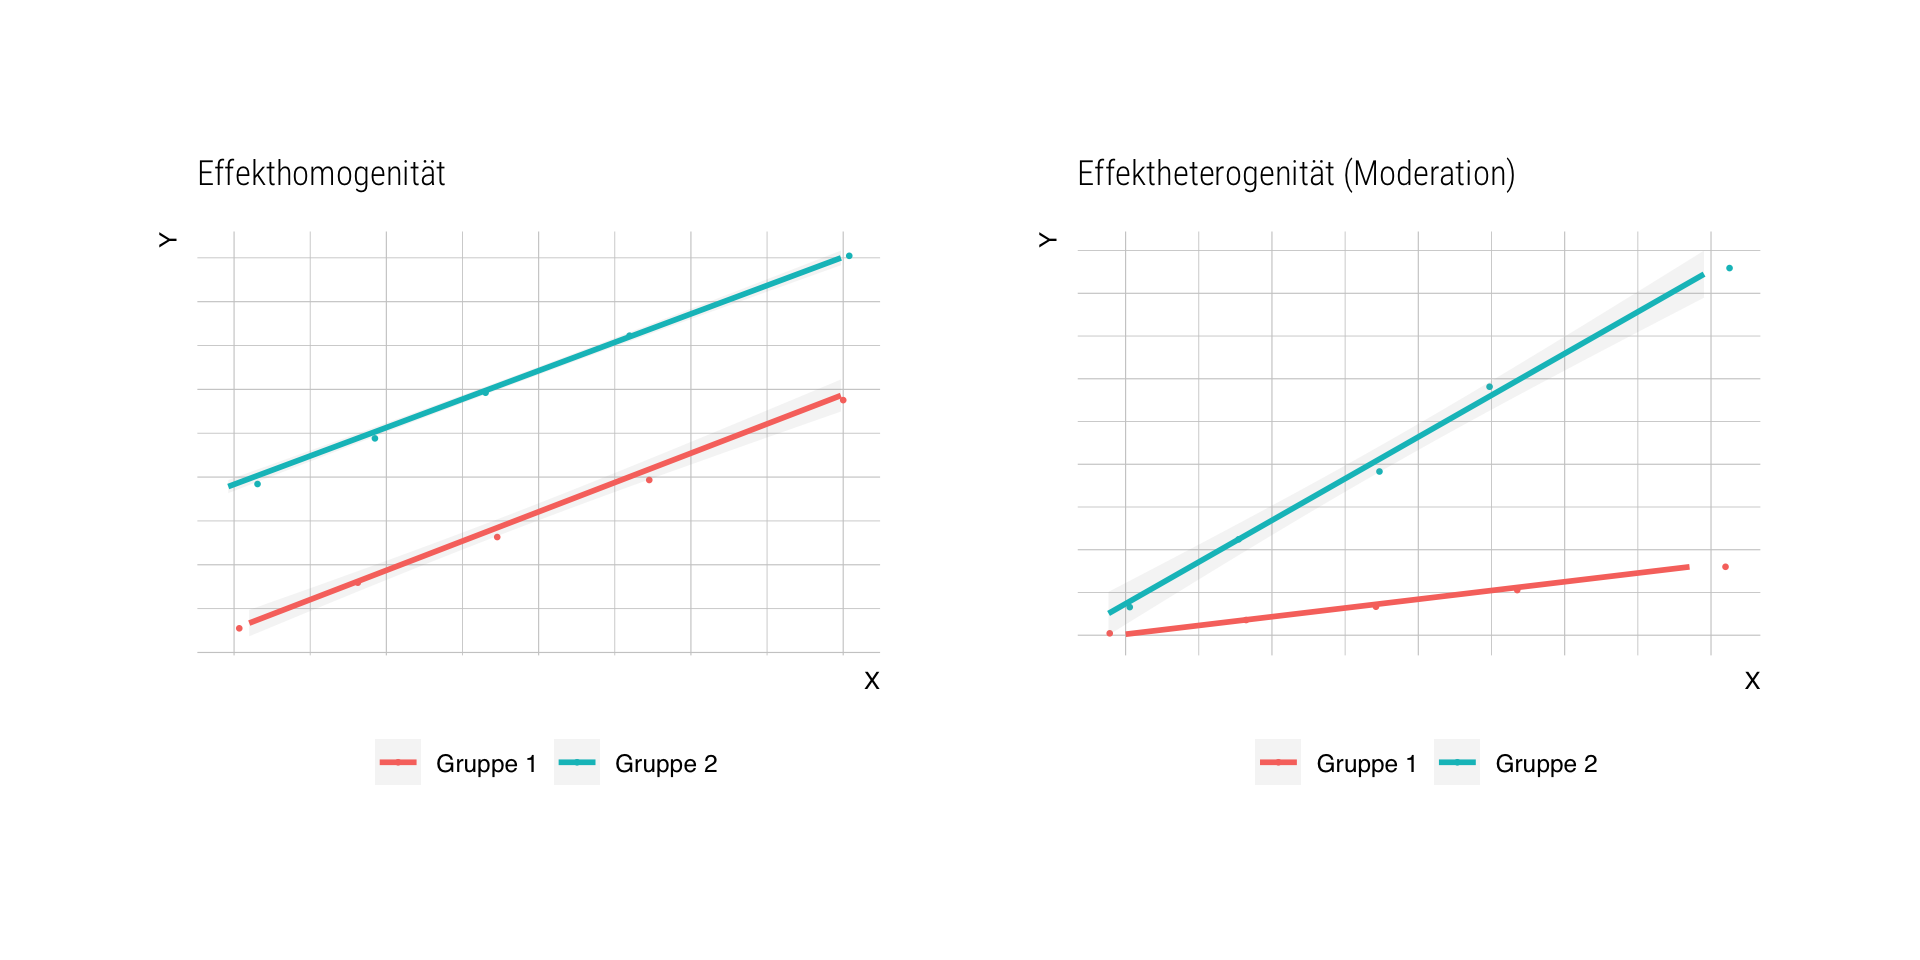 Effekthomogenität
Y
X
Gruppe 1
Gruppe 2
Effektheterogenität (Moderation)
Y
X
Gruppe 1
Gruppe 2